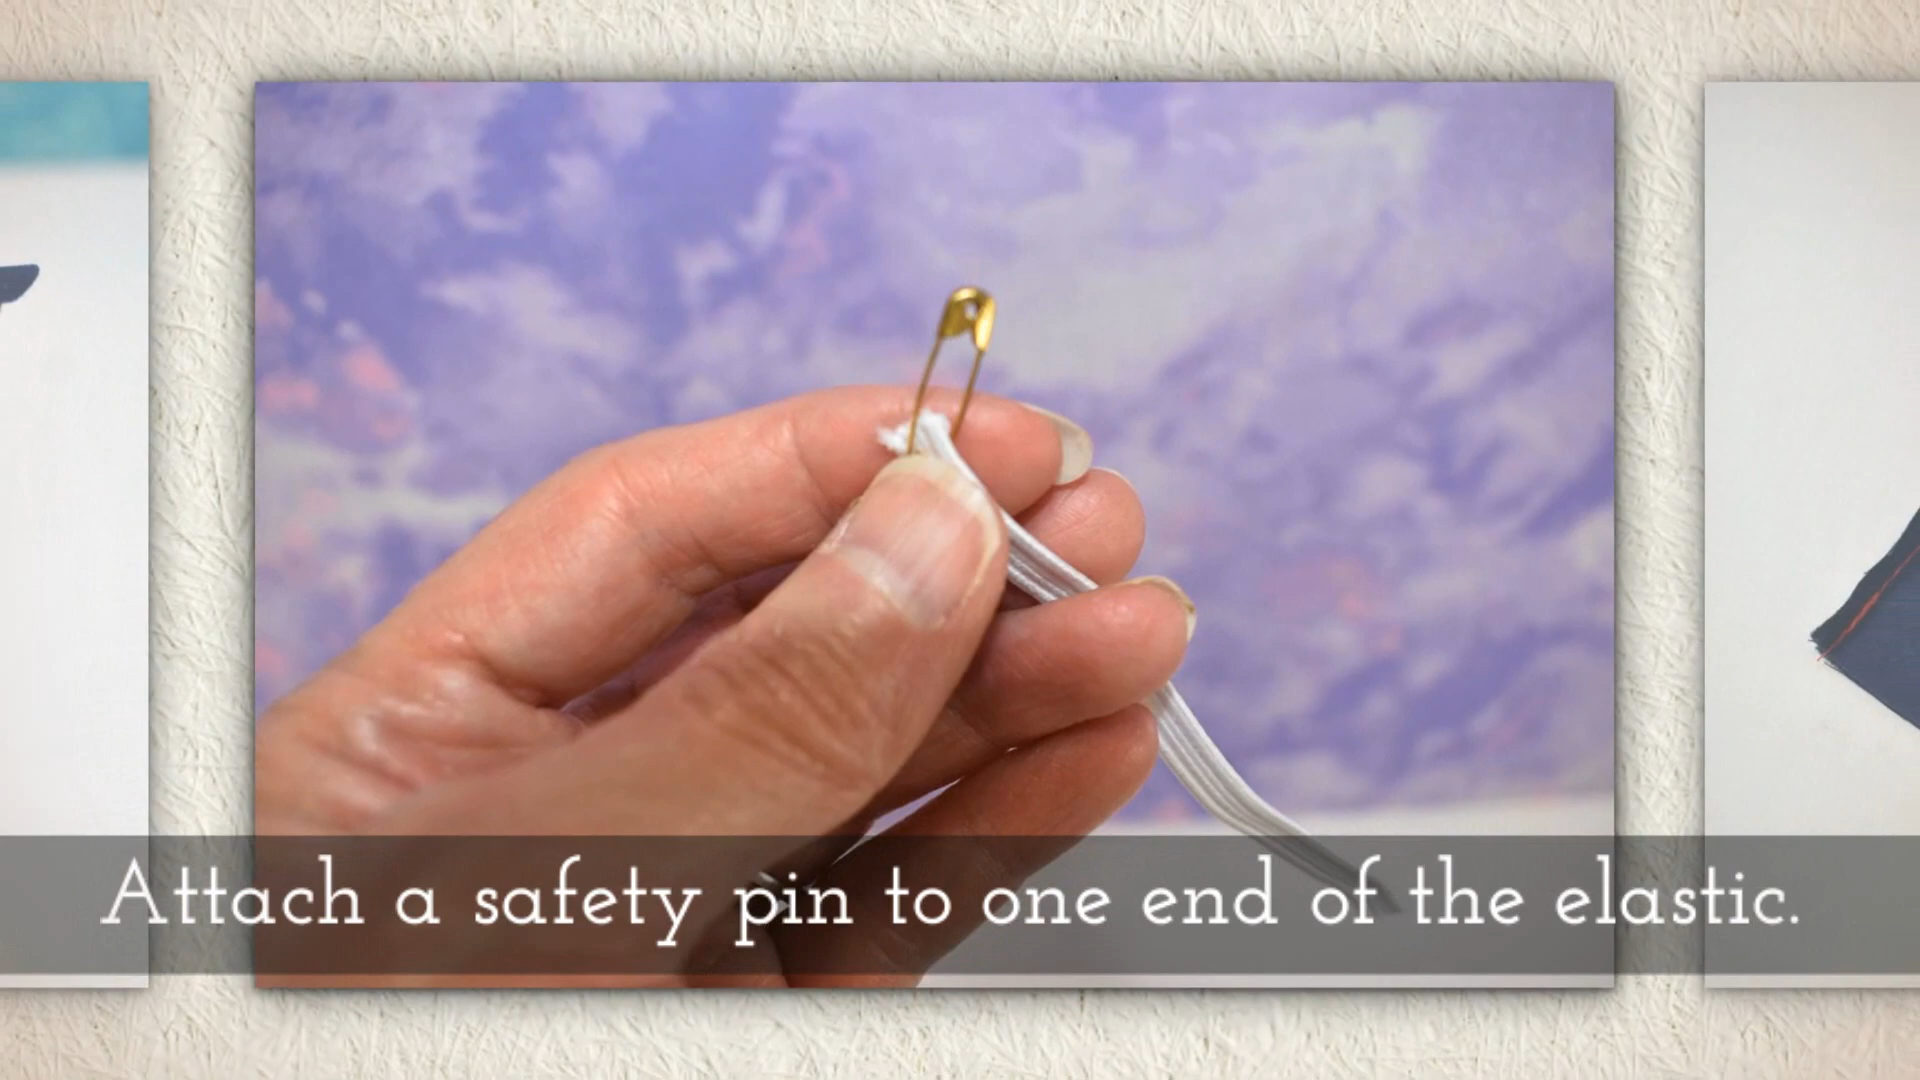 Attach a safety pin to one end of the elastic.